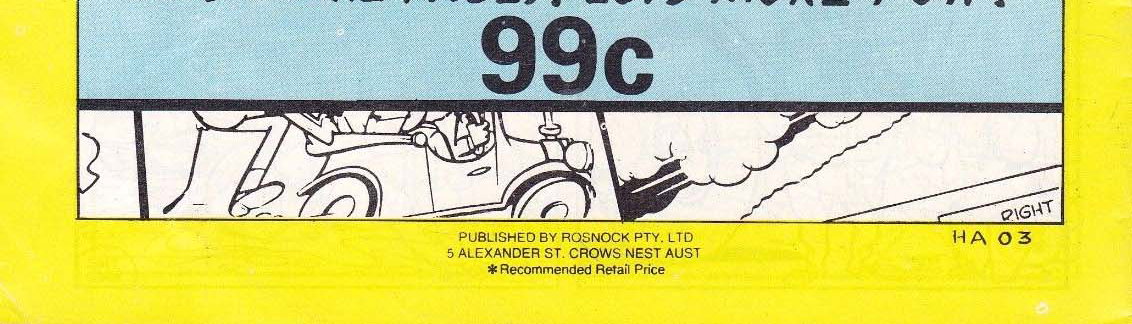 99c
RIGHT
PUBLISHED BY ROSNOCK PTY. LTD
HA 03
5 ALEXANDER ST. CROWS NEST AUST
*Recommended Retail Price